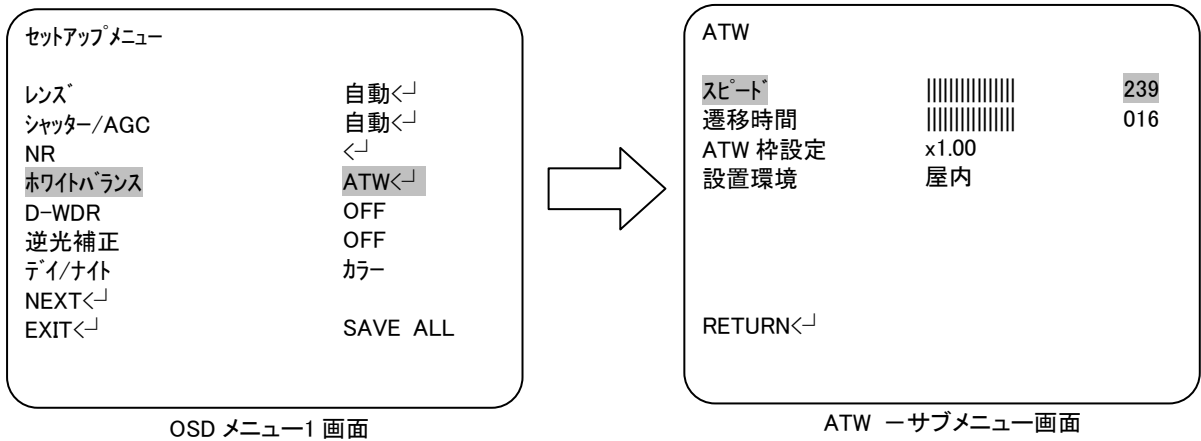 セットアップメニュー
レンズ 自動<┘
シャッター/AGC 自動<┘
NR <┘
ホワイトバランス ATW<┘
D-WDR OFF
逆光補正 OFF
デイ/ナイト カラー
NEXT<┘
EXIT<┘ SAVE ALL
OSD メニュー1 画面
ATW
スピード ||||||||||||||| 239
遷移時間 ||||||||||||||| 016
ATW 枠設定 x1.00
設置環境 屋内
RETURN<┘
ATW －サブメニュー画面